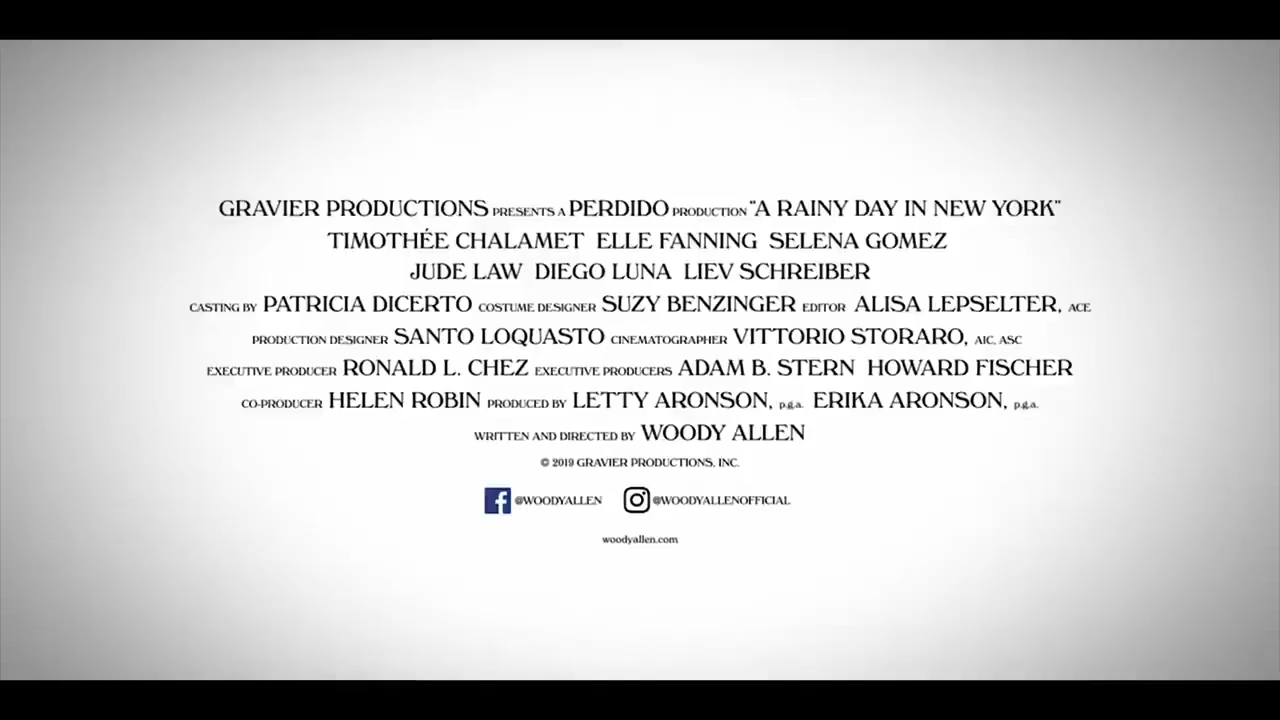 GRAVIER PRODUCTIONS PRESENTS A PERDIDO PRODUCTION "A RAINY DAY IN NEW YORK"
TIMOTHÉE CHALAMET ELLE FANNING SELENA GOMEZ
JUDE LAW DIEGO LUNA LIEV SCHREIBER
CASTING BY PATRICIA DICERTO COSTUME DESIGNER SUZY BENZINGER EDITOR ALISA LEPSELTER, ACE
PRODUCTION DESIGNER SANTO LOQUASTO CINEMATOGRAPHER VITTORIO STORARO, AIC, ASC
EXECUTIVE PRODUCER RONALD L. CHEZ EXECUTIVE PRODUCERS ADAM B. STERN HOWARD FISCHER
CO-PRODUCER HELEN ROBIN PRODUCED BY LETTY ARONSON, p.g.a. ERIKA ARONSON, p.g.a.
WRITTEN AND DIRECTED BY WOODY ALLEN
© 2019 GRAVIER PRODUCTIONS, INC.
@WOODYALLEN @WOODYALLENOFFICIAL
woodyallen.com